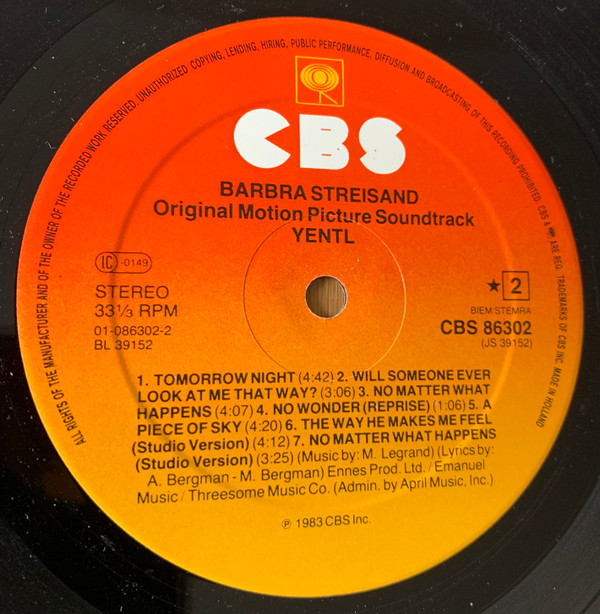 ALL RIGHTS OF THE MANUFACTURER AND OF THE OWNER OF THE RECORDED WORK RESERVED, UNAUTHORIZED COPYING, LENDING, HIRING, PUBLIC PERFORMANCE, DIFFUSION AND BROADCASTING, OF THIS RECORDING PROHIBITED. CBS & ARE REG. TRADEMARKS OF CBS INC. MADE IN HOLLAND
CBS
BARBRA STREISAND
Original Motion Picture Soundtrack
YENTL
IC -0149
STEREO
33⅓ RPM
01-086302-2
BL 39152
★ 2
BIEM/STEMRA
CBS 86302
(JS 39152)
1. TOMORROW NIGHT (4:42) 2. WILL SOMEONE EVER
LOOK AT ME THAT WAY? (3:06) 3. NO MATTER WHAT
HAPPENS (4:07) 4. NO WONDER (REPRISE) (1:06) 5. A
PIECE OF SKY (4:20) 6. THE WAY HE MAKES ME FEEL
(Studio Version) (4:12) 7. NO MATTER WHAT HAPPENS
(Studio Version) (3:25) (Music by: M. Legrand) (Lyrics by:
A. Bergman - M. Bergman) Ennes Prod. Ltd. / Emanuel
Music / Threesome Music Co. (Admin. by April Music, Inc.)
℗ 1983 CBS Inc.